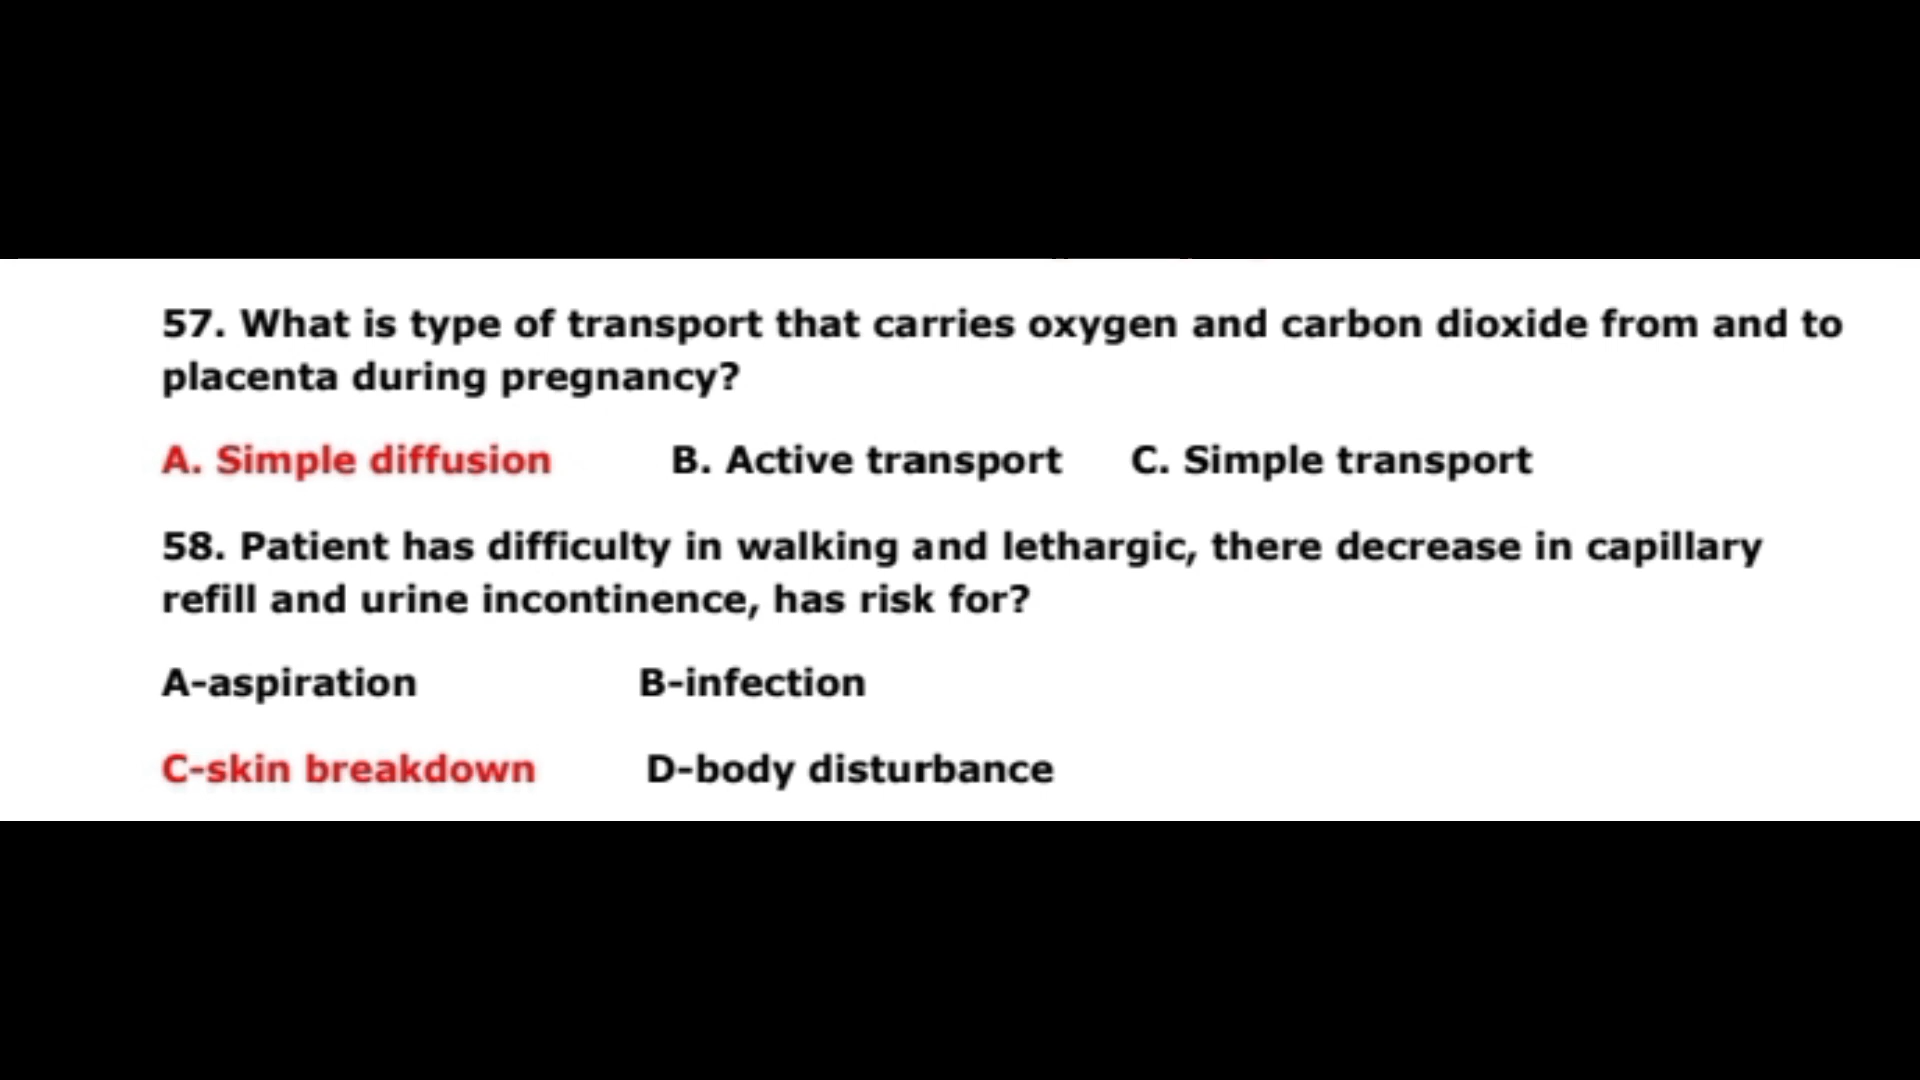 57. What is type of transport that carries oxygen and carbon dioxide from and to
placenta during pregnancy?
A. Simple diffusion B. Active transport C. Simple transport
58. Patient has difficulty in walking and lethargic, there decrease in capillary
refill and urine incontinence, has risk for?
A-aspiration B-infection
C-skin breakdown D-body disturbance